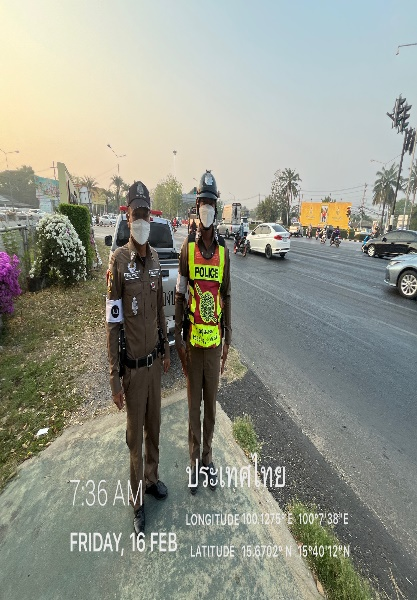 POLICE
7:36 AM
FRIDAY, 16 FEB
ประเทศไทย
LONGITUDE 100.1275° E 100°7'38"E
LATITUDE 15.6702° N 15°40'12"N